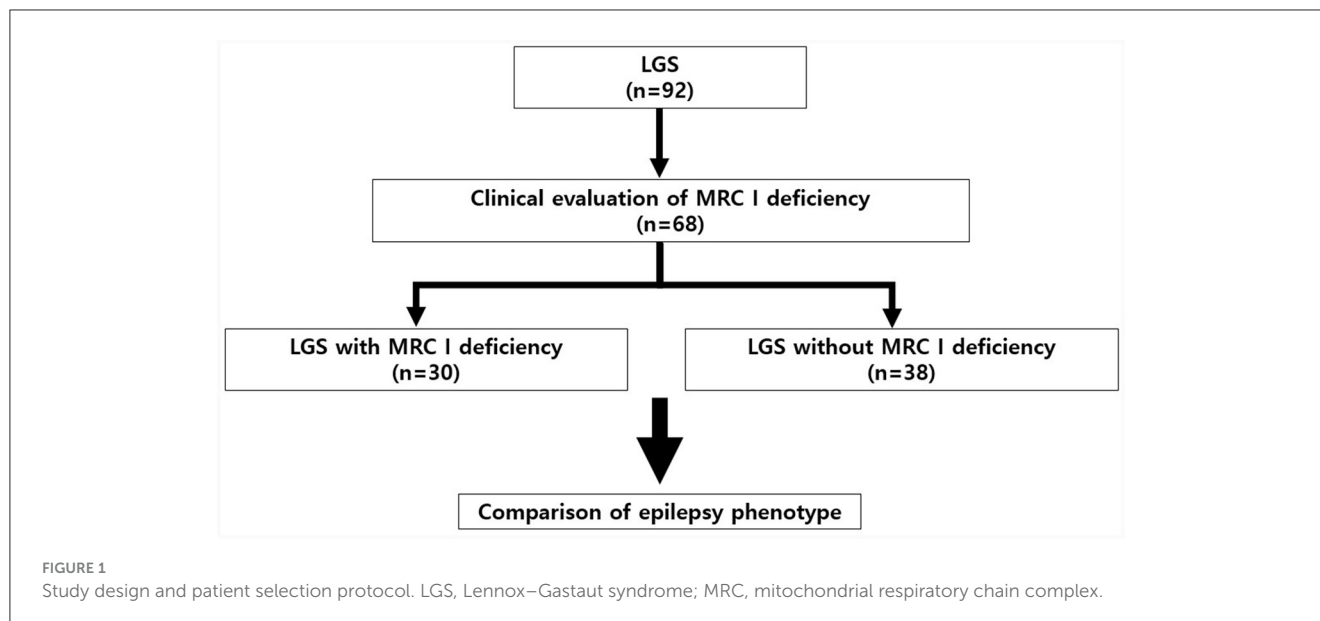 LGS
(n=92)
Clinical evaluation of MRC I deficiency
(n=68)
LGS with MRC I deficiency
(n=30)
LGS without MRC I deficiency
(n=38)
Comparison of epilepsy phenotype
FIGURE 1
Study design and patient selection protocol. LGS, Lennox–Gastaut syndrome; MRC, mitochondrial respiratory chain complex.